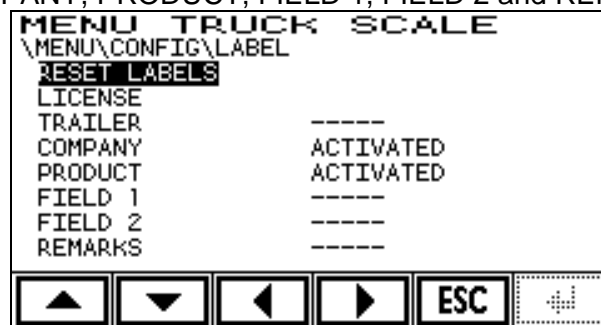 PANY, PRODUCT, FIELD 1, FIELD 2 and RE
MENU TRUCK SCALE
\MENU\CONFIG\LABEL
RESET LABELS
LICENSE
TRAILER -----
COMPANY ACTIVATED
PRODUCT ACTIVATED
FIELD 1 -----
FIELD 2 -----
REMARKS -----
ESC